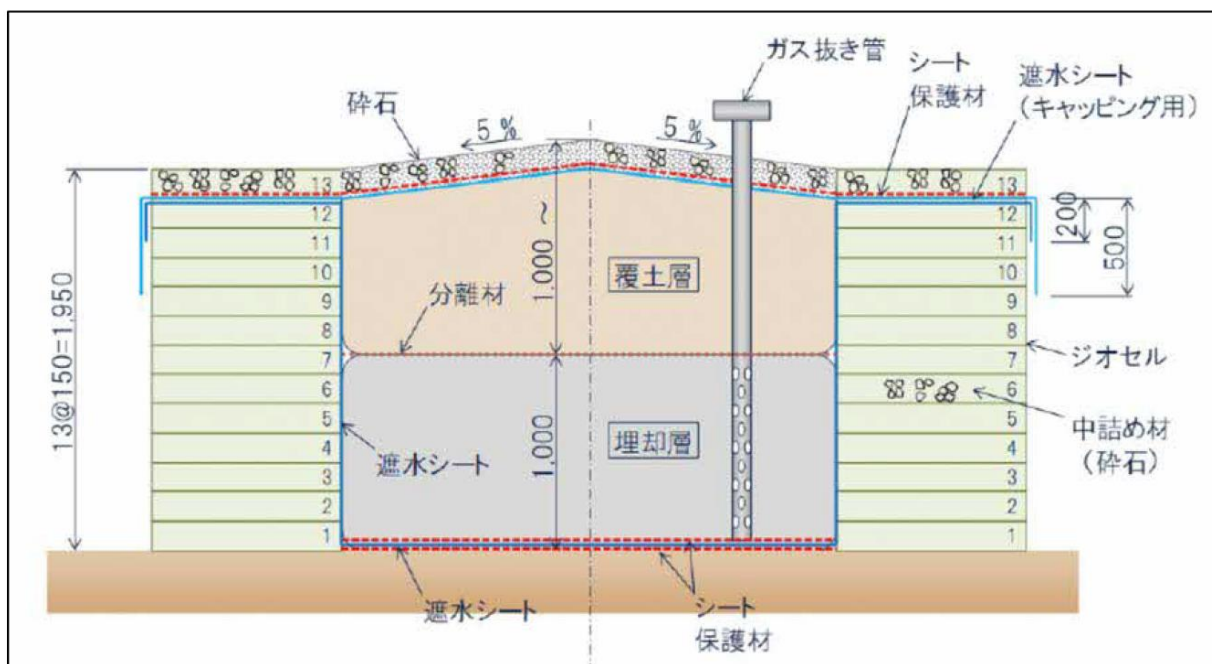 ガス抜き管
シート
保護材
遮水シート
(キャッピング用)
砕石
5 %
5 %
13
12
11
10
9
8
7
6
5
4
3
2
1
13
12
11
10
9
8
7
6
5
4
3
2
1
200
500
1,000 ~
覆土層
分離材
13@150=1,950
ジオセル
中詰め材
(砕石)
1,000
埋却層
遮水シート
遮水シート
シート
保護材